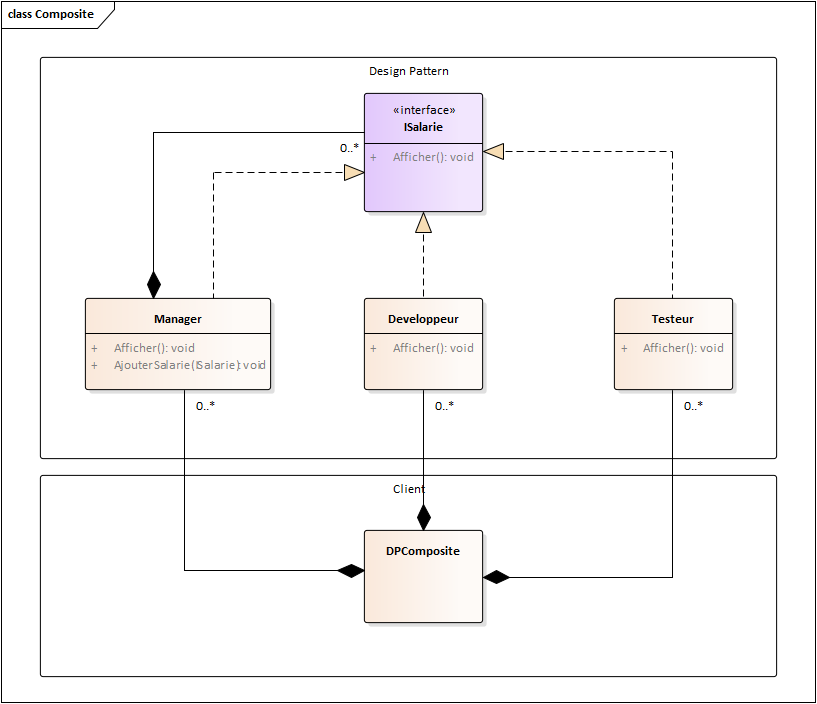 class Composite
Design Pattern
«interface»
ISalarie
0..*
+ Afficher(): void
Manager
+ Afficher(): void
+ AjouterSalarie(ISalarie):void
0..*
Developpeur
+ Afficher(): void
0..*
Testeur
+ Afficher(): void
0..*
Client
DPComposite